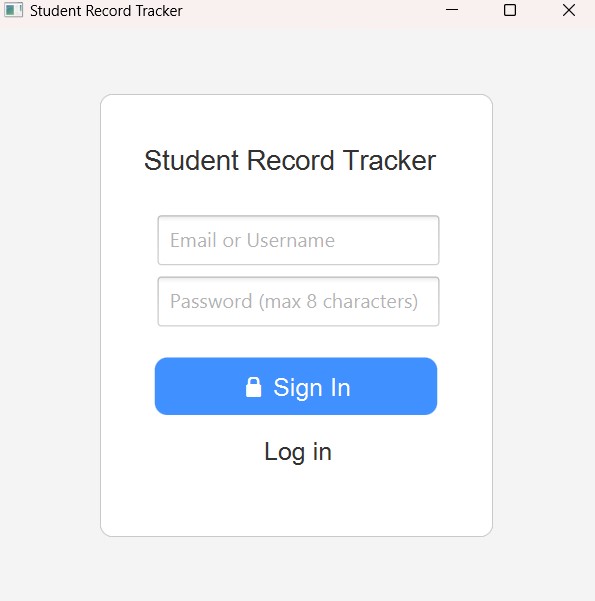 Student Record Tracker
Student Record Tracker
Email or Username
Password (max 8 characters)
Sign In
Log in